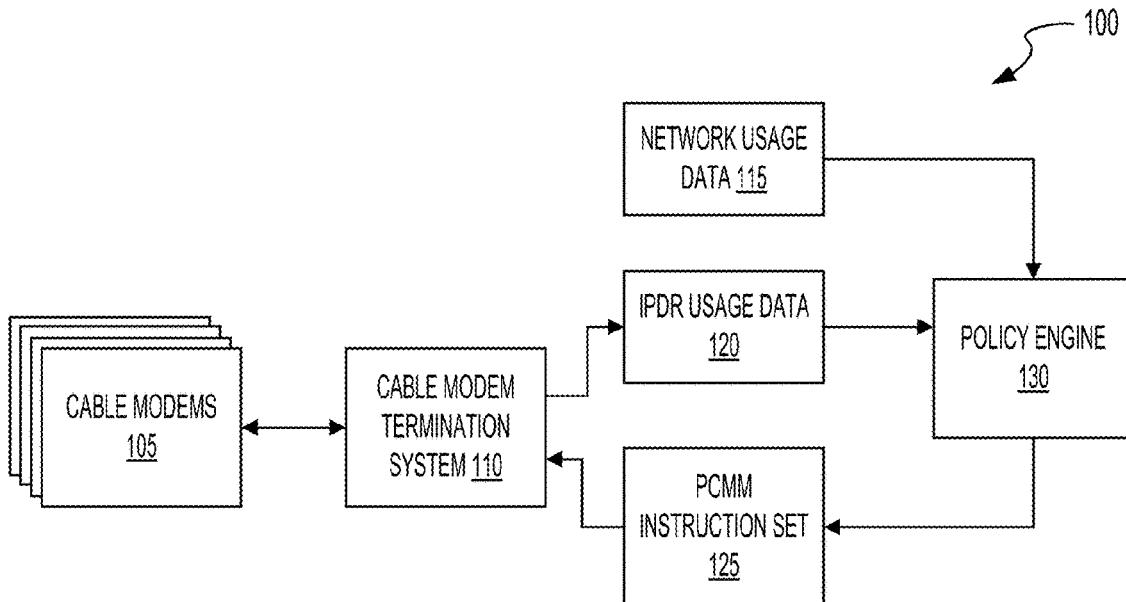 100
NETWORK USAGE
DATA 115
IPDR USAGE DATA
120
POLICY ENGINE
130
CABLE MODEMS
105
CABLE MODEM
TERMINATION
SYSTEM 110
PCMM
INSTRUCTION SET
125